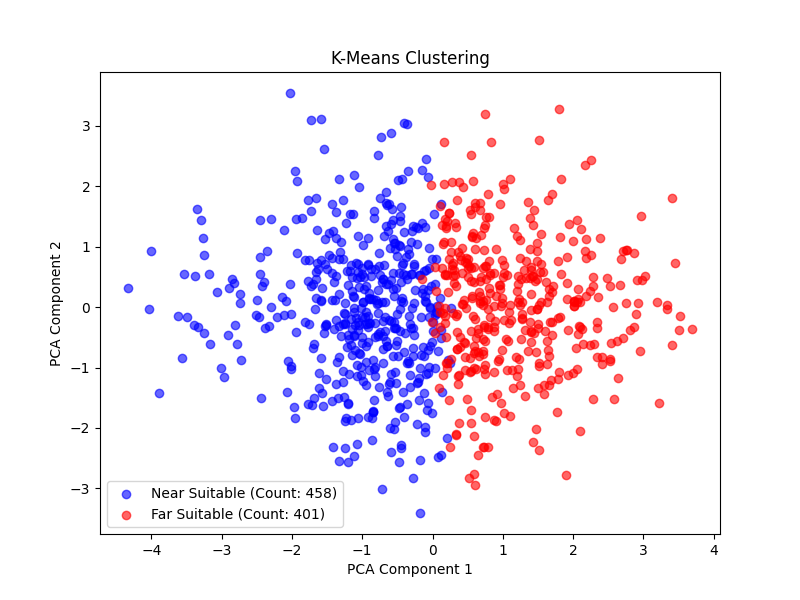 K-Means Clustering
PCA Component 2
3
2
1
0
−1
−2
−3
Near Suitable (Count: 458)
Far Suitable (Count: 401)
−4 −3 −2 −1 0 1 2 3 4
PCA Component 1